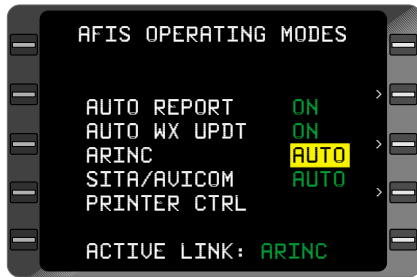 AFIS OPERATING MODES
AUTO REPORT ON >
AUTO WX UPDT ON
ARINC AUTO >
SITA/AVICOM AUTO
PRINTER CTRL >
ACTIVE LINK: ARINC